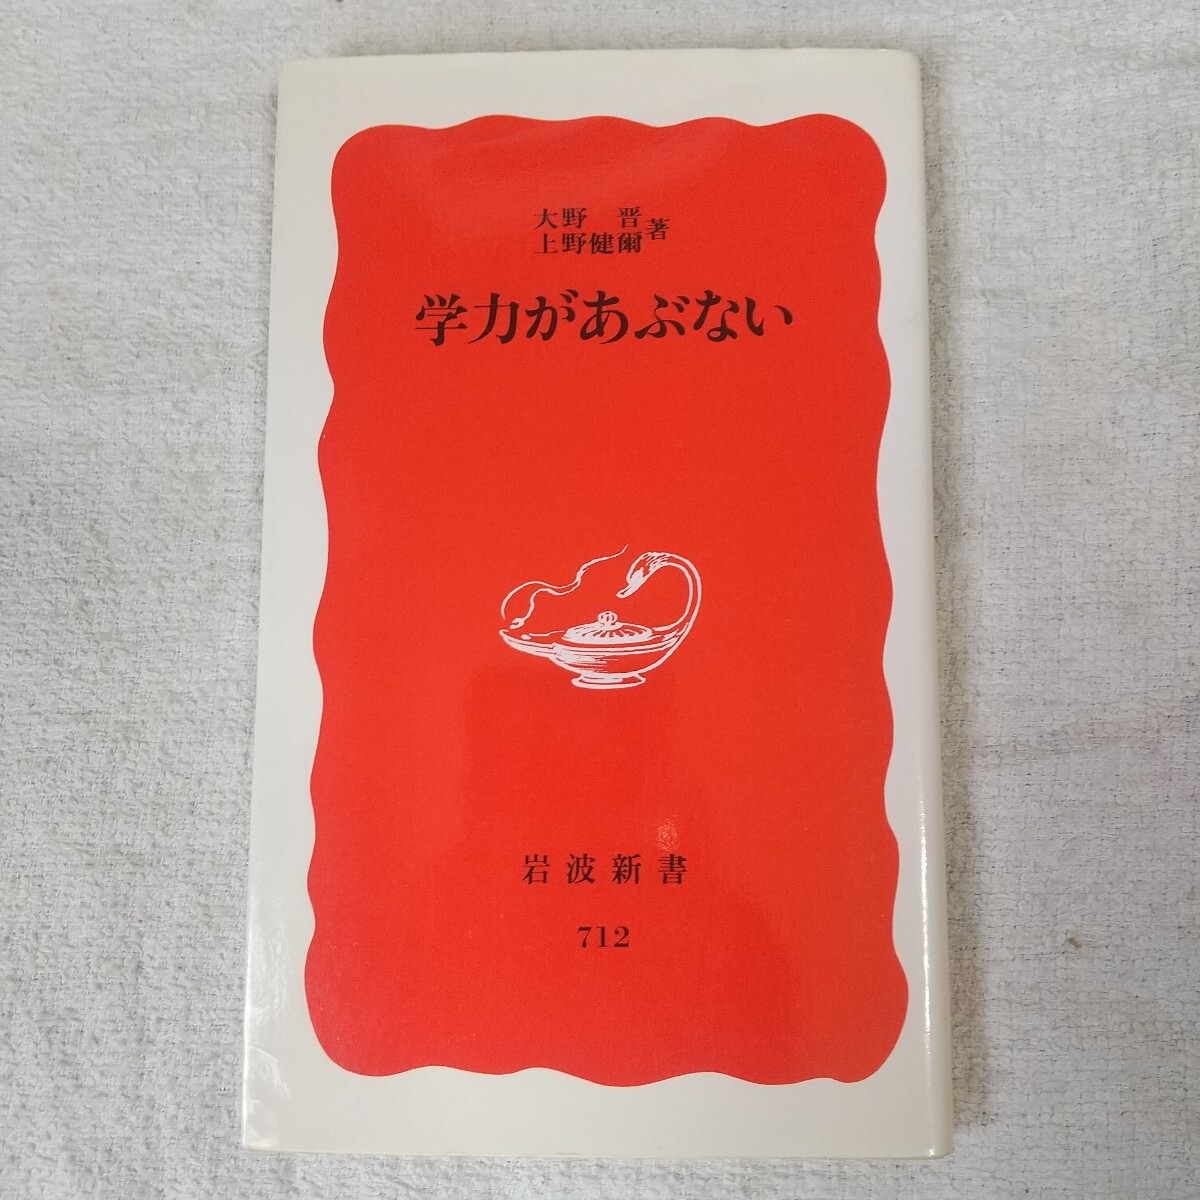 大野 晋
上野健爾 著
学力があぶない
岩波新書
712